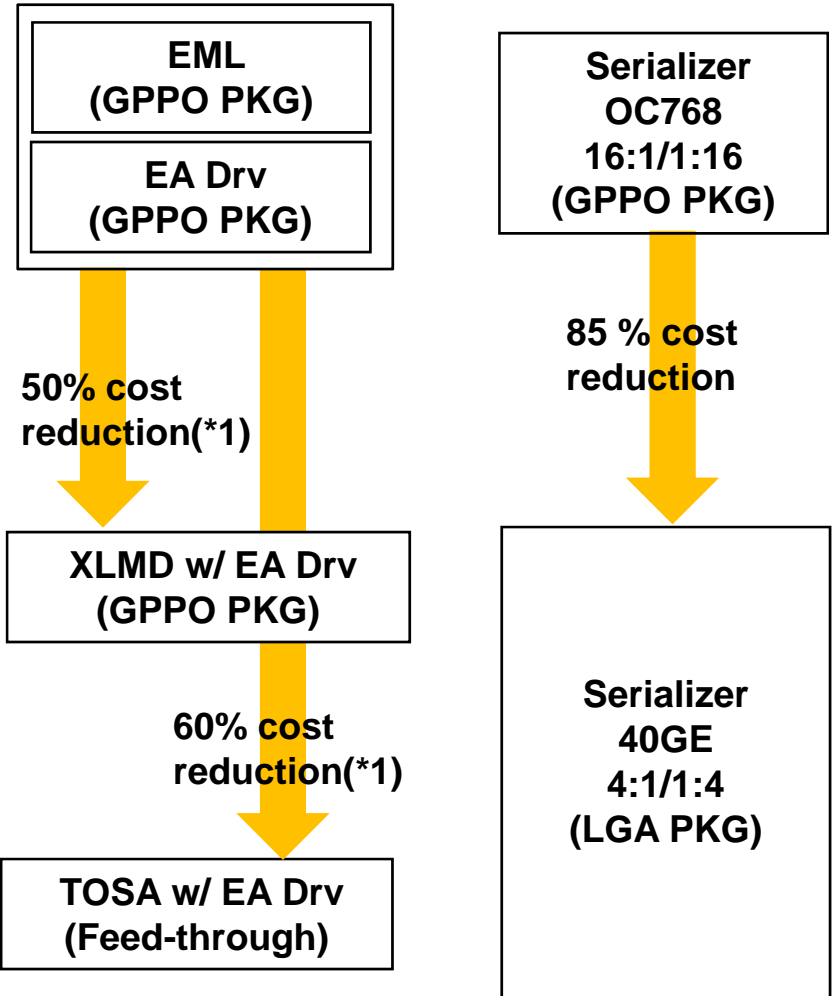 EML
(GPPO PKG)
EA Drv
(GPPO PKG)
50% cost
reduction(*1)
XLMD w/ EA Drv
(GPPO PKG)
60% cost
reduction(*1)
TOSA w/ EA Drv
(Feed-through)
Serializer
OC768
16:1/1:16
(GPPO PKG)
85 % cost
reduction
Serializer
40GE
4:1/1:4
(LGA PKG)